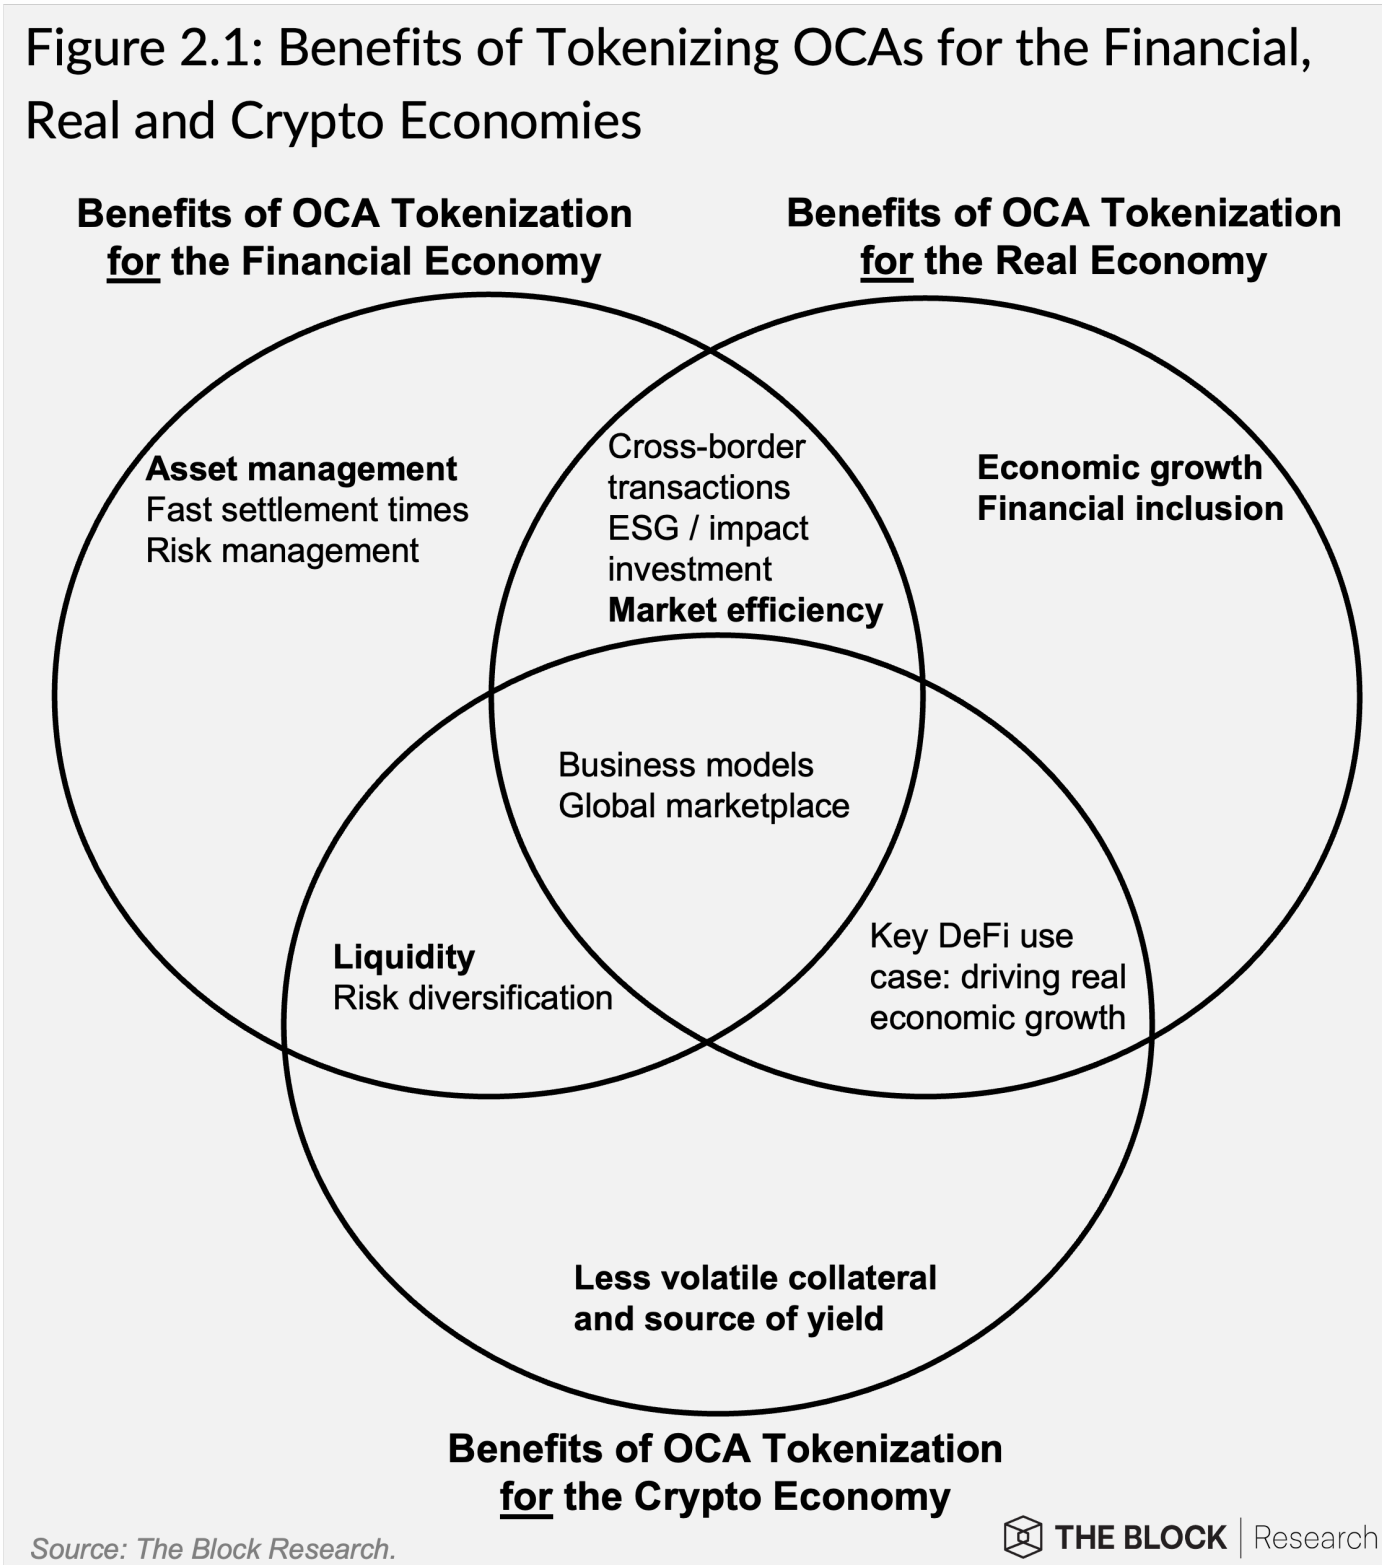 Figure 2.1: Benefits of Tokenizing OCAs for the Financial,
Real and Crypto Economies
Benefits of OCA Tokenization
for the Financial Economy
Benefits of OCA Tokenization
for the Real Economy
Asset management
Fast settlement times
Risk management
Cross-border
transactions
ESG / impact
investment
Market efficiency
Economic growth
Financial inclusion
Business models
Global marketplace
Liquidity
Risk diversification
Key DeFi use
case: driving real
economic growth
Less volatile collateral
and source of yield
Benefits of OCA Tokenization
for the Crypto Economy
Source: The Block Research.
THE BLOCK | Research